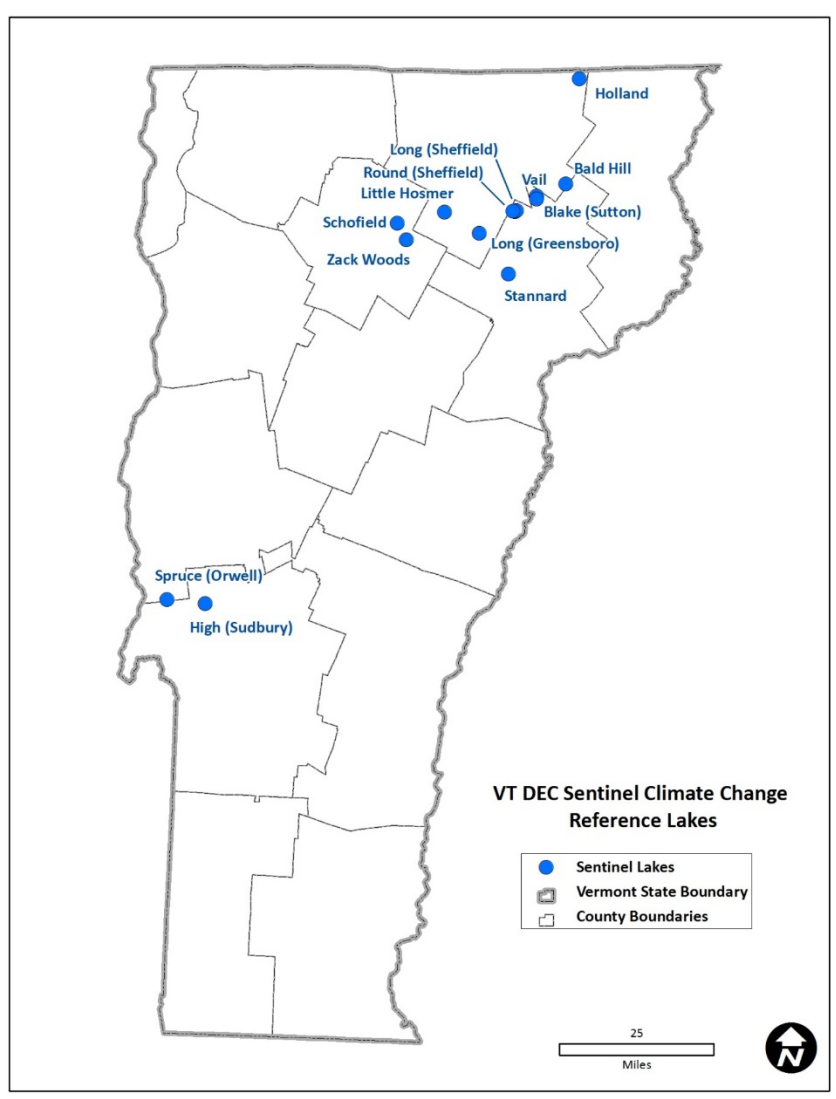 Holland
Long (Sheffield)
Round (Sheffield)
Vail
Bald Hill
Little Hosmer
Blake (Sutton)
Schofield
Long (Greensboro)
Zack Woods
Stannard
Spruce (Orwell)
High (Sudbury)
VT DEC Sentinel Climate Change
Reference Lakes
Sentinel Lakes
Vermont State Boundary
County Boundaries
25
Miles
N